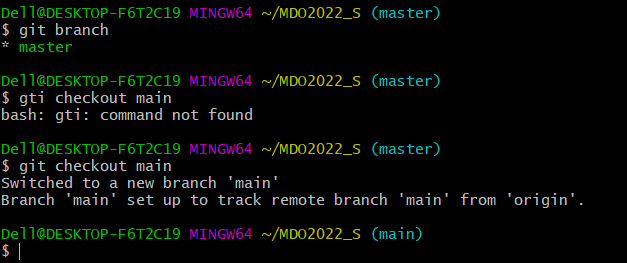 Dell@DESKTOP-F6T2C19 MINGW64 ~/MDO2022_S (master)
$ git branch
* master
Dell@DESKTOP-F6T2C19 MINGW64 ~/MDO2022_S (master)
$ gti checkout main
bash: gti: command not found
Dell@DESKTOP-F6T2C19 MINGW64 ~/MDO2022_S (master)
$ git checkout main
Switched to a new branch 'main'
Branch 'main' set up to track remote branch 'main' from 'origin'.
Dell@DESKTOP-F6T2C19 MINGW64 ~/MDO2022_S (main)
$